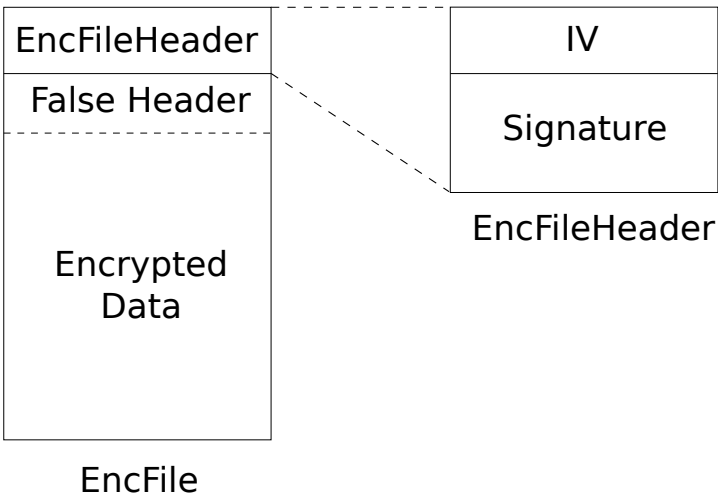 EncFileHeader
False Header
Encrypted
Data
EncFile
IV
Signature
EncFileHeader